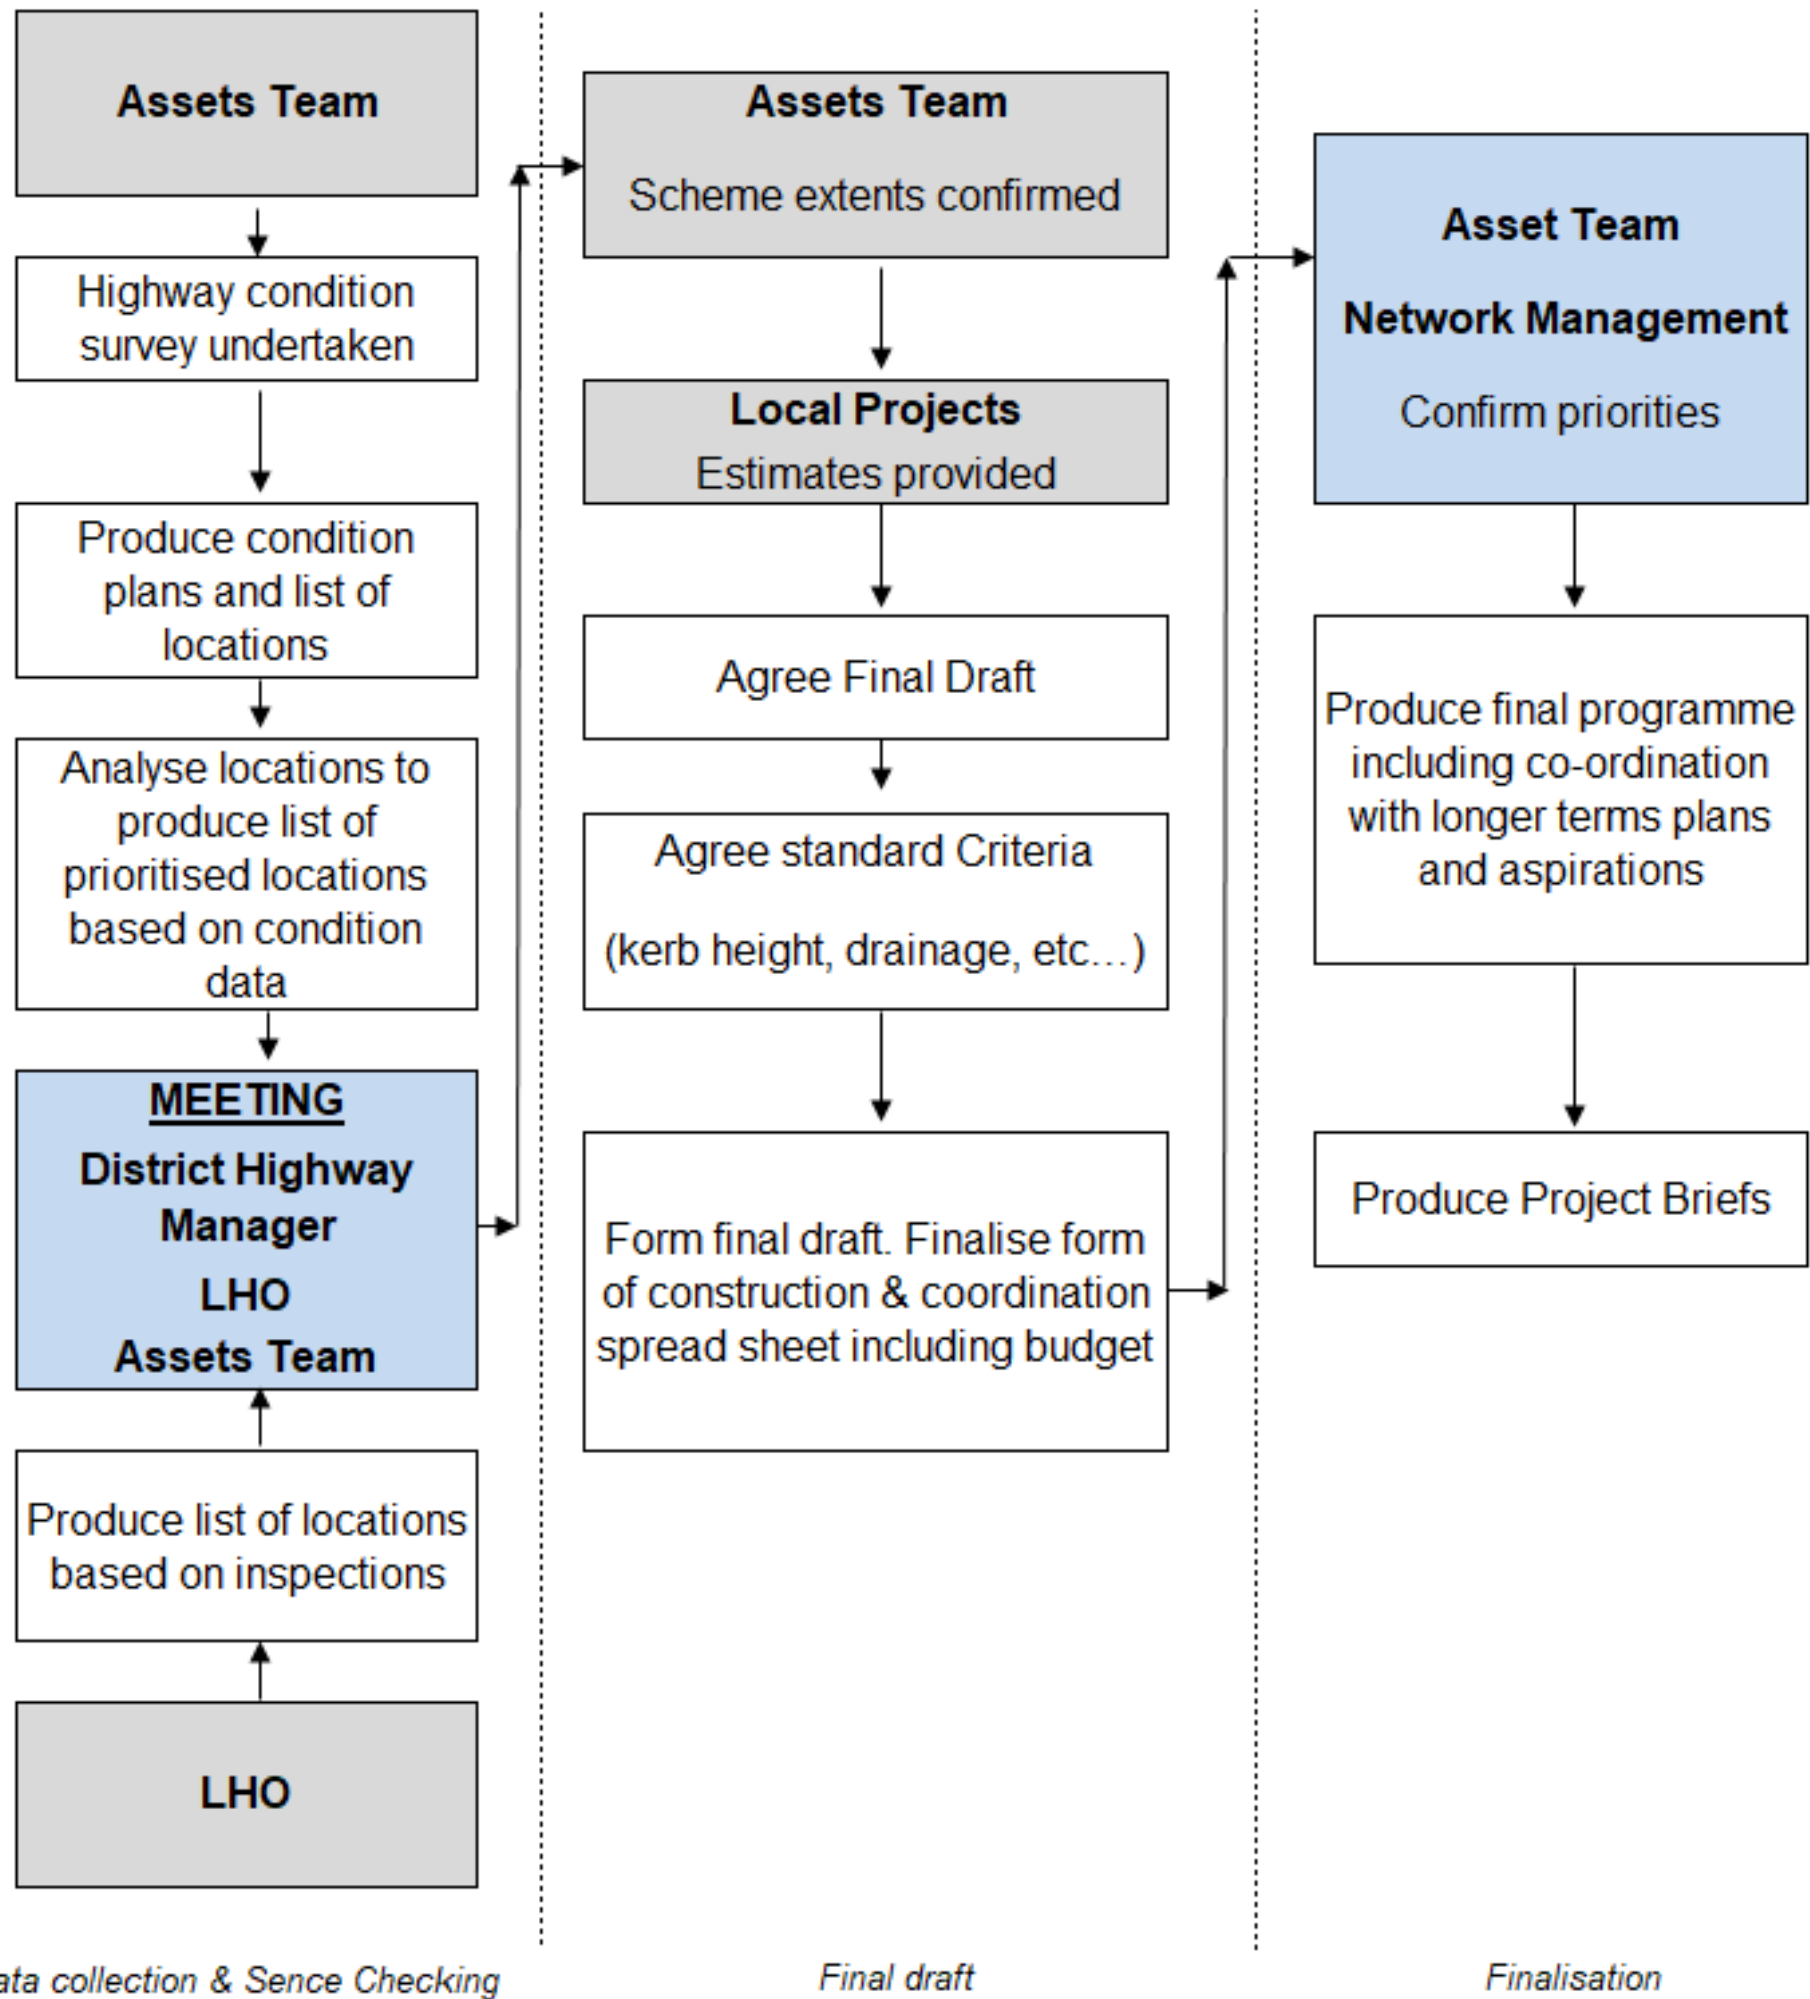 Assets Team
Highway condition
survey undertaken
Produce condition
plans and list of
locations
Analyse locations to
produce list of
prioritised locations
based on condition
data
MEETING
District Highway
Manager
LHO
Assets Team
Produce list of locations
based on inspections
LHO
ata collection & Sence Checking
Assets Team
Scheme extents confirmed
Local Projects
Estimates provided
Agree Final Draft
Agree standard Criteria
(kerb height, drainage, etc...)
Form final draft. Finalise form
of construction & coordination
spread sheet including budget
Final draft
Asset Team
Network Management
Confirm priorities
Produce final programme
including co-ordination
with longer terms plans
and aspirations
Produce Project Briefs
Finalisation